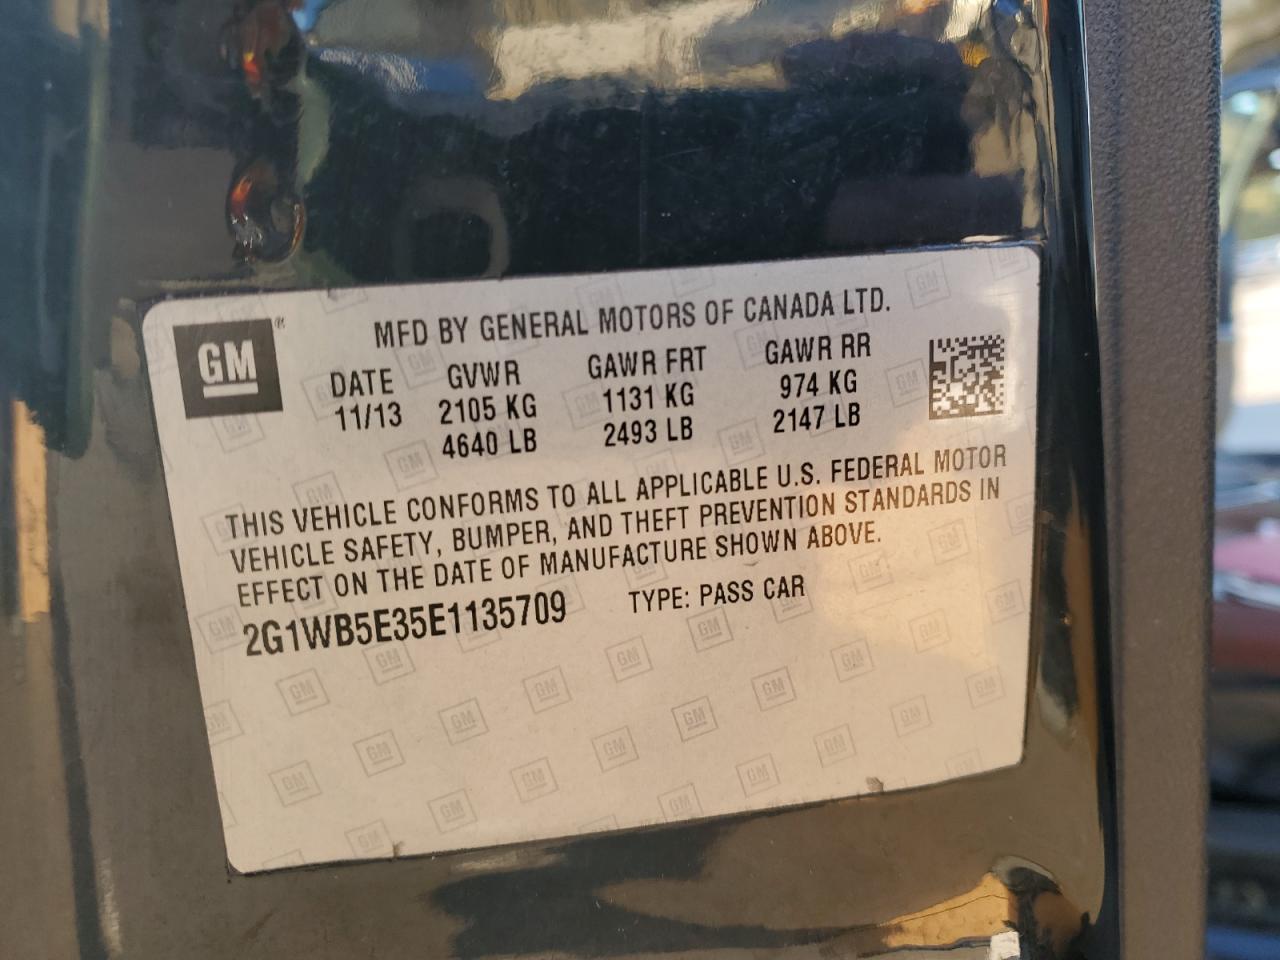 GM®
MFD BY GENERAL MOTORS OF CANADA LTD.
DATE GVWR GAWR FRT GAWR RR
11/13 2105 KG 1131 KG 974 KG
4640 LB 2493 LB 2147 LB
THIS VEHICLE CONFORMS TO ALL APPLICABLE U.S. FEDERAL MOTOR
VEHICLE SAFETY, BUMPER, AND THEFT PREVENTION STANDARDS IN
EFFECT ON THE DATE OF MANUFACTURE SHOWN ABOVE.
2G1WB5E35E1135709 TYPE: PASS CAR